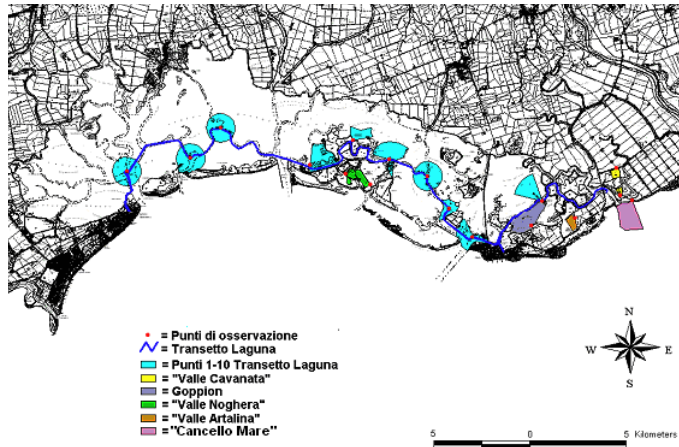 = Punti di osservazione
= Transetto Laguna
= Punti 1-10 Transetto Laguna
= "Valle Cavanata"
= Goppion
= "Valle Noghera"
= "Valle Artalina"
= "Cancello Mare"
N
W E
S
5 0 5 Kilometers